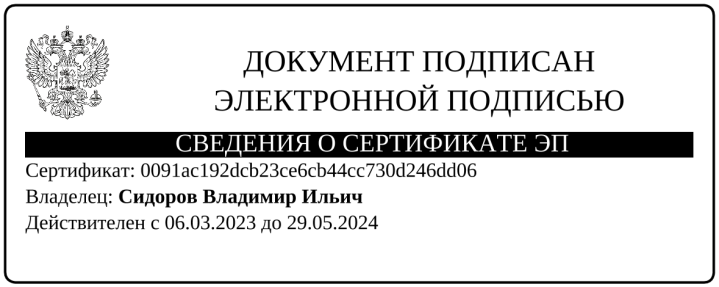 ДОКУМЕНТ ПОДПИСАН
ЭЛЕКТРОННОЙ ПОДПИСЬЮ
СВЕДЕНИЯ О СЕРТИФИКАТЕ ЭП
Сертификат: 0091ac192dcb23ce6cb44cc730d246dd06
Владелец: Сидоров Владимир Ильич
Действителен с 06.03.2023 до 29.05.2024